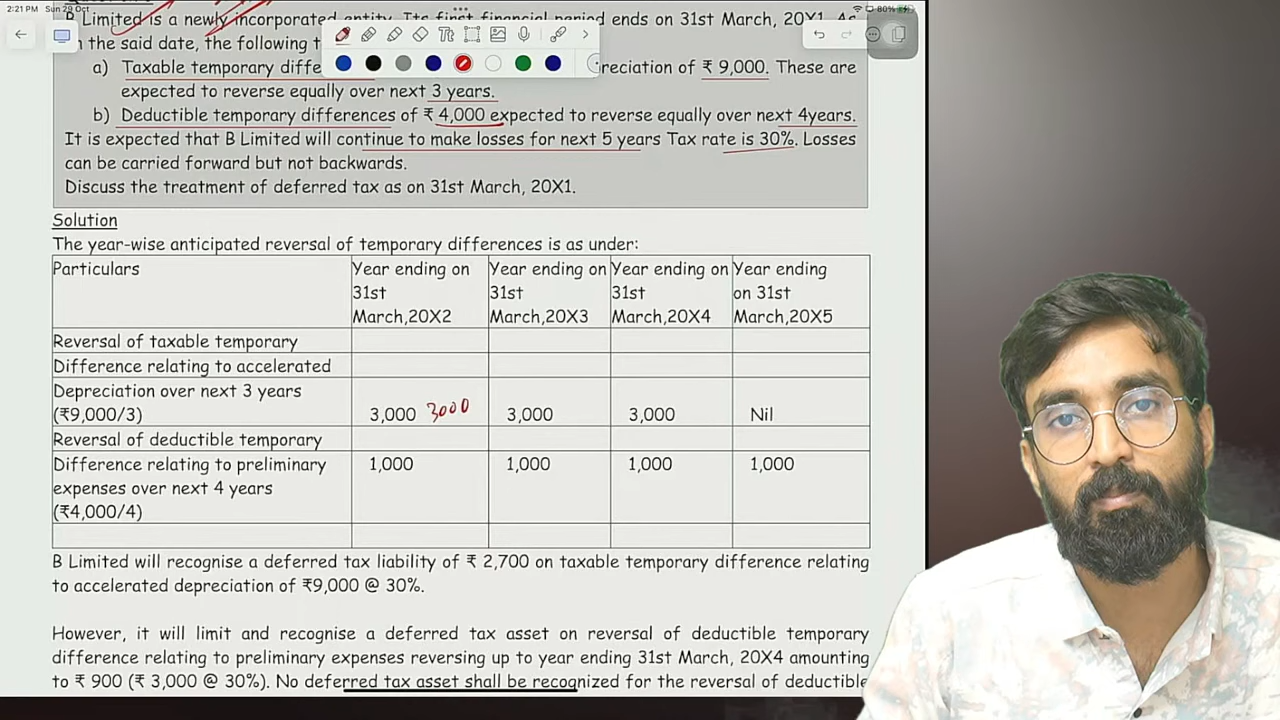 2:21 PM Sun 29 Oct
80%
B Limited is a newly incorporated entity. Its first financial period ends on 31st March, 20X1. As
the said date, the following t
a) Taxable temporary diffe reciation of ₹ 9,000. These are
expected to reverse equally over next 3 years.
b) Deductible temporary differences of ₹ 4,000 expected to reverse equally over next 4years.
It is expected that B Limited will continue to make losses for next 5 years Tax rate is 30%. Losses
can be carried forward but not backwards.
Discuss the treatment of deferred tax as on 31st March, 20X1.
Solution
The year-wise anticipated reversal of temporary differences is as under:
Particulars Year ending on 31st March,20X2 Year ending on 31st March,20X3 Year ending on 31st March,20X4 Year ending on 31st March,20X5
Reversal of taxable temporary
Difference relating to accelerated
Depreciation over next 3 years
(₹9,000/3) 3,000 3000 3,000 3,000 Nil
Reversal of deductible temporary
Difference relating to preliminary 1,000 1,000 1,000 1,000
expenses over next 4 years
(₹4,000/4)
B Limited will recognise a deferred tax liability of ₹ 2,700 on taxable temporary difference relating
to accelerated depreciation of ₹9,000 @ 30%.
However, it will limit and recognise a deferred tax asset on reversal of deductible temporary
difference relating to preliminary expenses reversing up to year ending 31st March, 20X4 amounting
to ₹ 900 (₹ 3,000 @ 30%). No deferred tax asset shall be recognized for the reversal of deductible